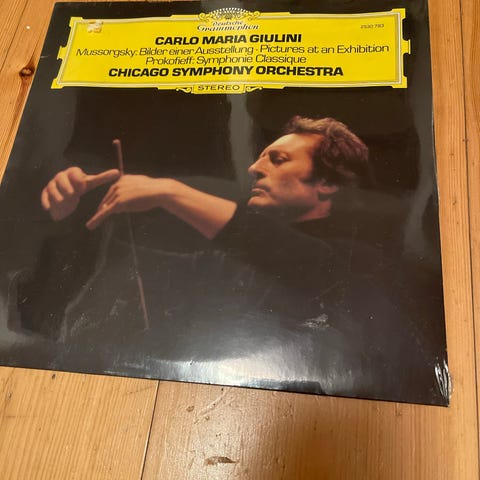 Deutsche
Grammophon
2530 783
CARLO MARIA GIULINI
Mussorgsky: Bilder einer Ausstellung · Pictures at an Exhibition
Prokofieff: Symphonie Classique
CHICAGO SYMPHONY ORCHESTRA
STEREO